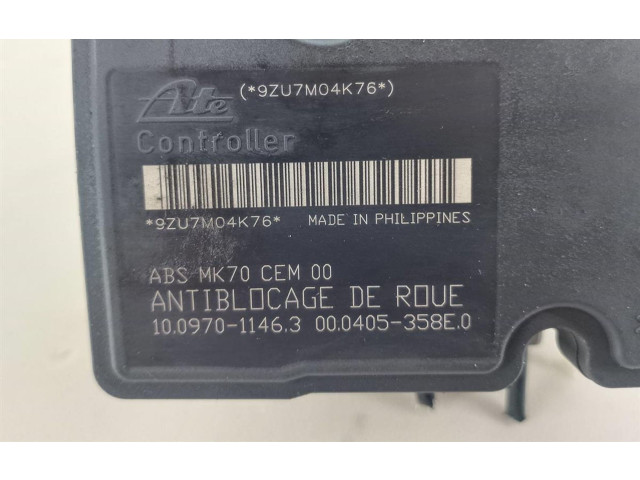 Ate (*9ZU7M04K76*)
Controller
*9ZU7M04K76* MADE IN PHILIPPINES
ABS MK70 CEM 00
ANTIBLOCAGE DE ROUE
10.0970-1146.3 00.0405-358E.0